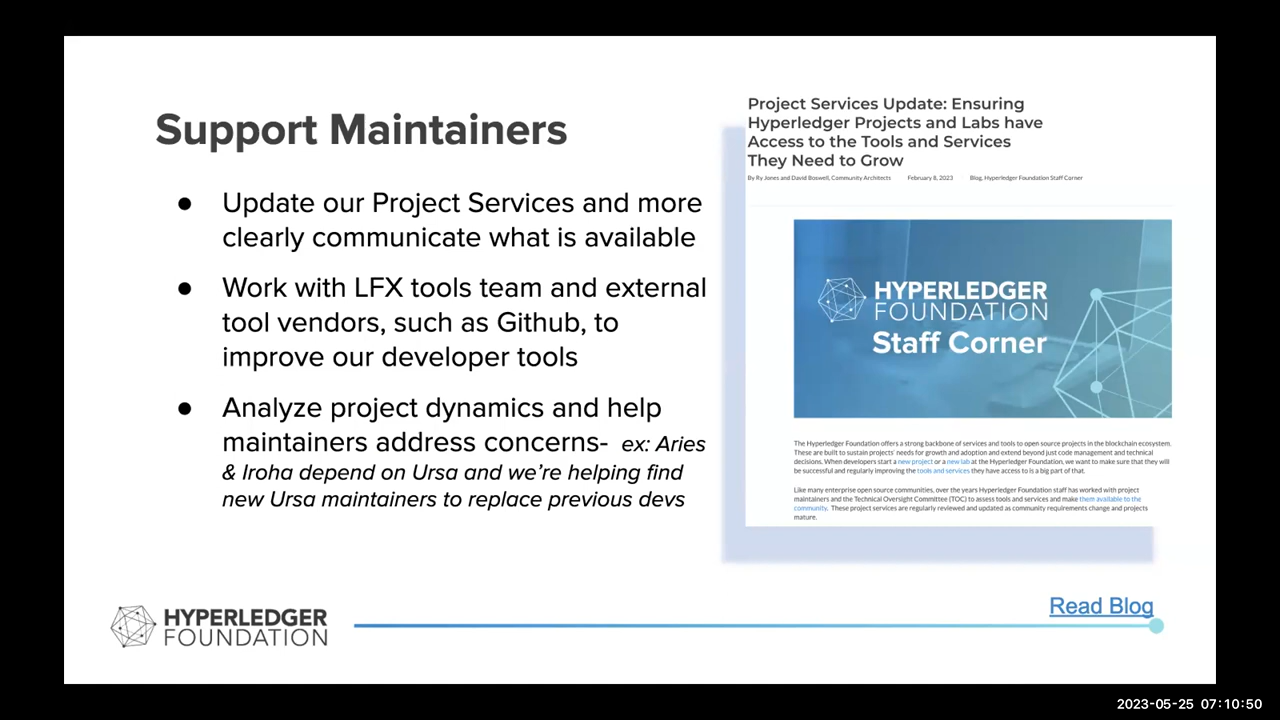 Support Maintainers
● Update our Project Services and more
clearly communicate what is available
● Work with LFX tools team and external
tool vendors, such as Github, to
improve our developer tools
● Analyze project dynamics and help
maintainers address concerns- ex: Aries
& Iroha depend on Ursa and we're helping find
new Ursa maintainers to replace previous devs
Project Services Update: Ensuring
Hyperledger Projects and Labs have
Access to the Tools and Services
They Need to Grow
By Ry Jones and David Boswell, Community Architects February 8, 2023 Blog, Hyperledger Foundation Staff Corner
HYPERLEDGER
FOUNDATION
Staff Corner
The Hyperledger Foundation offers a strong backbone of services and tools to open source projects in the blockchain ecosystem.
These are built to sustain projects' needs for growth and adoption and extend beyond just code management and technical
decisions. When developers start a new project or a new lab at the Hyperledger Foundation, we want to make sure that they will
be successful and regularly improving the tools and services they have access to is a big part of that.
Like many enterprise open source communities, over the years Hyperledger Foundation staff has worked with project
maintainers and the Technical Oversight Committee (TOC) to assess tools and services and make them available to the
community. These project services are regularly reviewed and updated as community requirements change and projects
mature.
Read Blog
HYPERLEDGER
FOUNDATION
2023-05-25 07:10:50